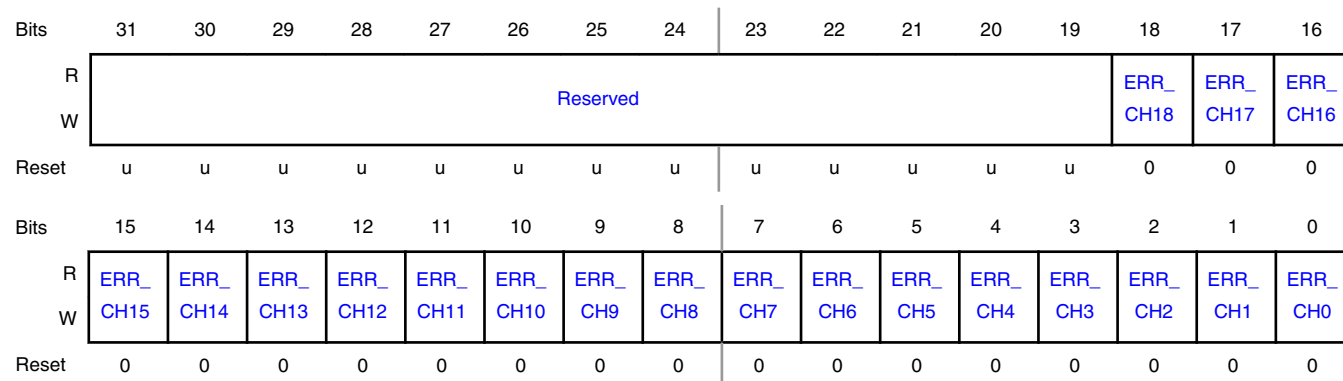 Bits 31 30 29 28 27 26 25 24 23 22 21 20 19 18 17 16
R Reserved ERR_ ERR_ ERR_
W CH18 CH17 CH16
Reset u u u u u u u u u u u u u 0 0 0
Bits 15 14 13 12 11 10 9 8 7 6 5 4 3 2 1 0
R ERR_ ERR_ ERR_ ERR_ ERR_ ERR_ ERR_ ERR_ ERR_ ERR_ ERR_ ERR_ ERR_ ERR_ ERR_ ERR_
W CH15 CH14 CH13 CH12 CH11 CH10 CH9 CH8 CH7 CH6 CH5 CH4 CH3 CH2 CH1 CH0
Reset 0 0 0 0 0 0 0 0 0 0 0 0 0 0 0 0